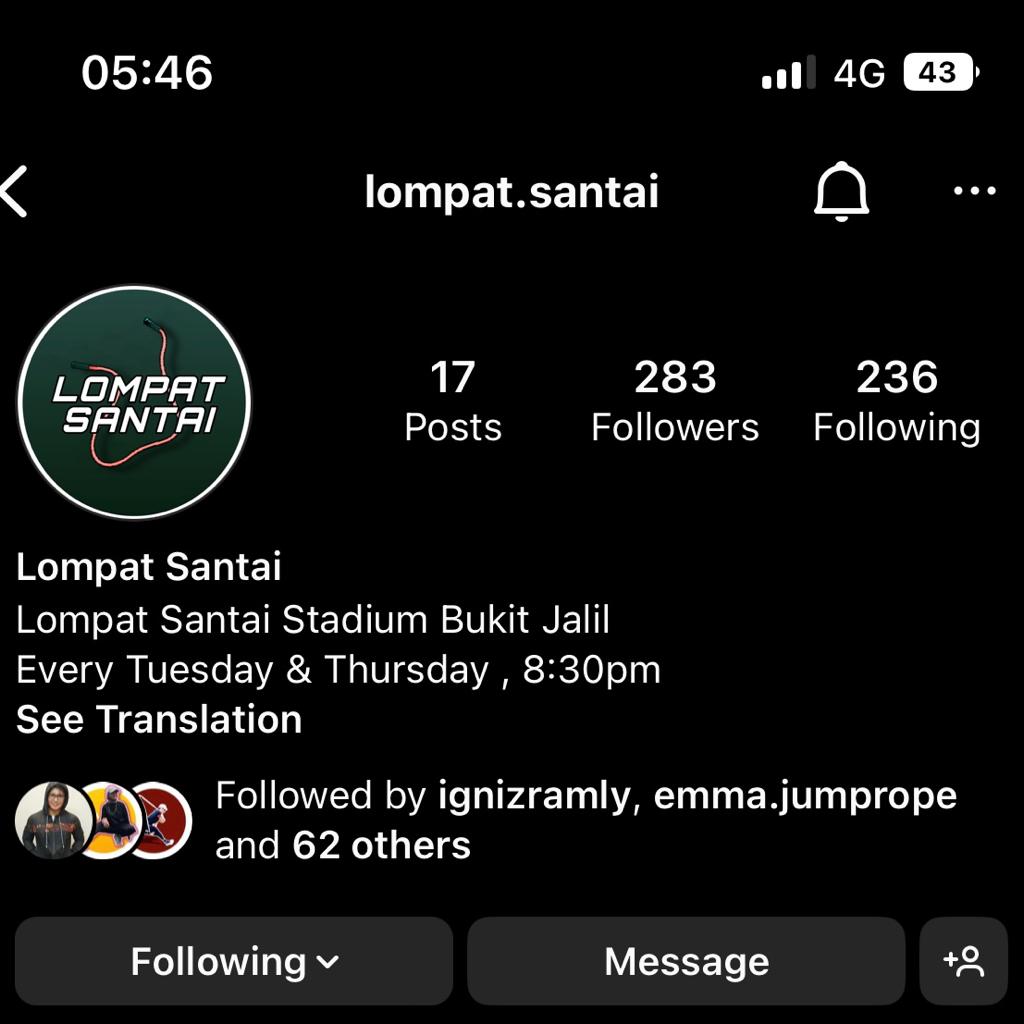 05:46 4G 43
lompat.santai
LOMPAT
SANTAI
17 283 236
Posts Followers Following
Lompat Santai
Lompat Santai Stadium Bukit Jalil
Every Tuesday & Thursday , 8:30pm
See Translation
Followed by ignizramly, emma.jumprope
and 62 others
Following Message